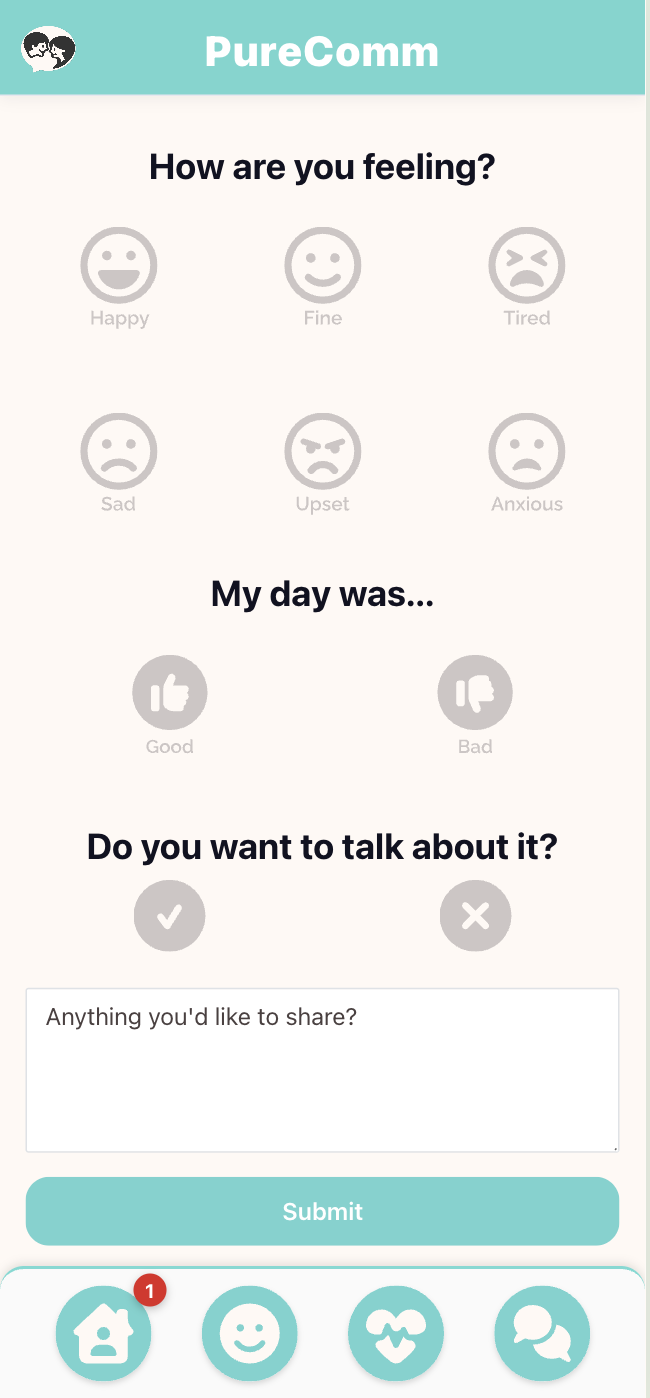 PureComm
How are you feeling?
Happy Fine Tired
Sad Upset Anxious
My day was...
Good Bad
Do you want to talk about it?
Anything you'd like to share?
Submit
1